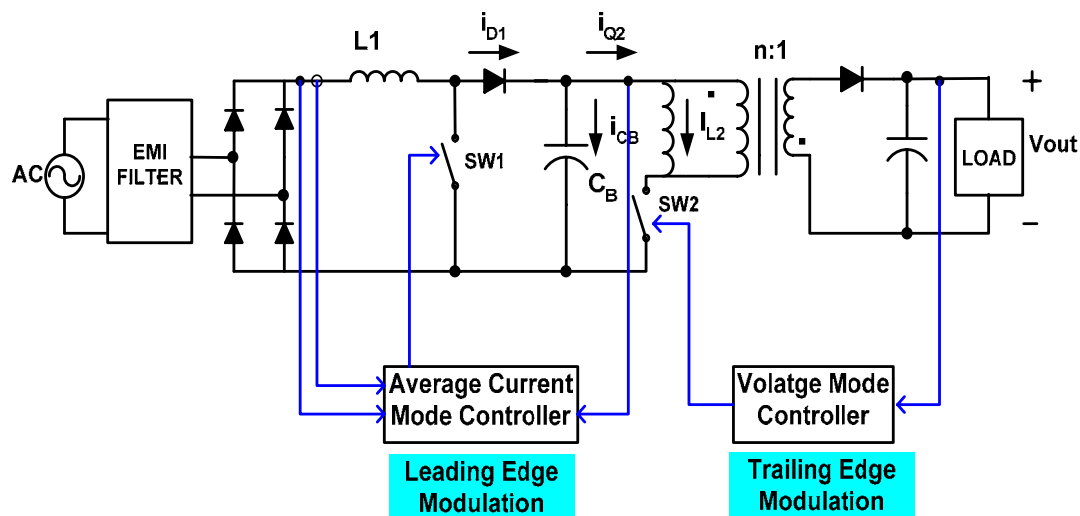 L1
iD1
iQ2
n:1
AC
EMI
FILTER
SW1
iCB
CB
iL2
SW2
LOAD
+
Vout
–
Average Current
Mode Controller
Volatge Mode
Controller
Leading Edge
Modulation
Trailing Edge
Modulation